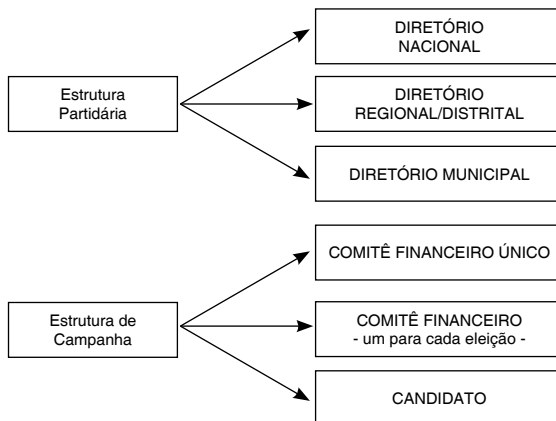 Estrutura
Partidária
DIRETÓRIO
NACIONAL
DIRETÓRIO
REGIONAL/DISTRITAL
DIRETÓRIO MUNICIPAL
Estrutura de
Campanha
COMITÊ FINANCEIRO ÚNICO
COMITÊ FINANCEIRO
- um para cada eleição -
CANDIDATO